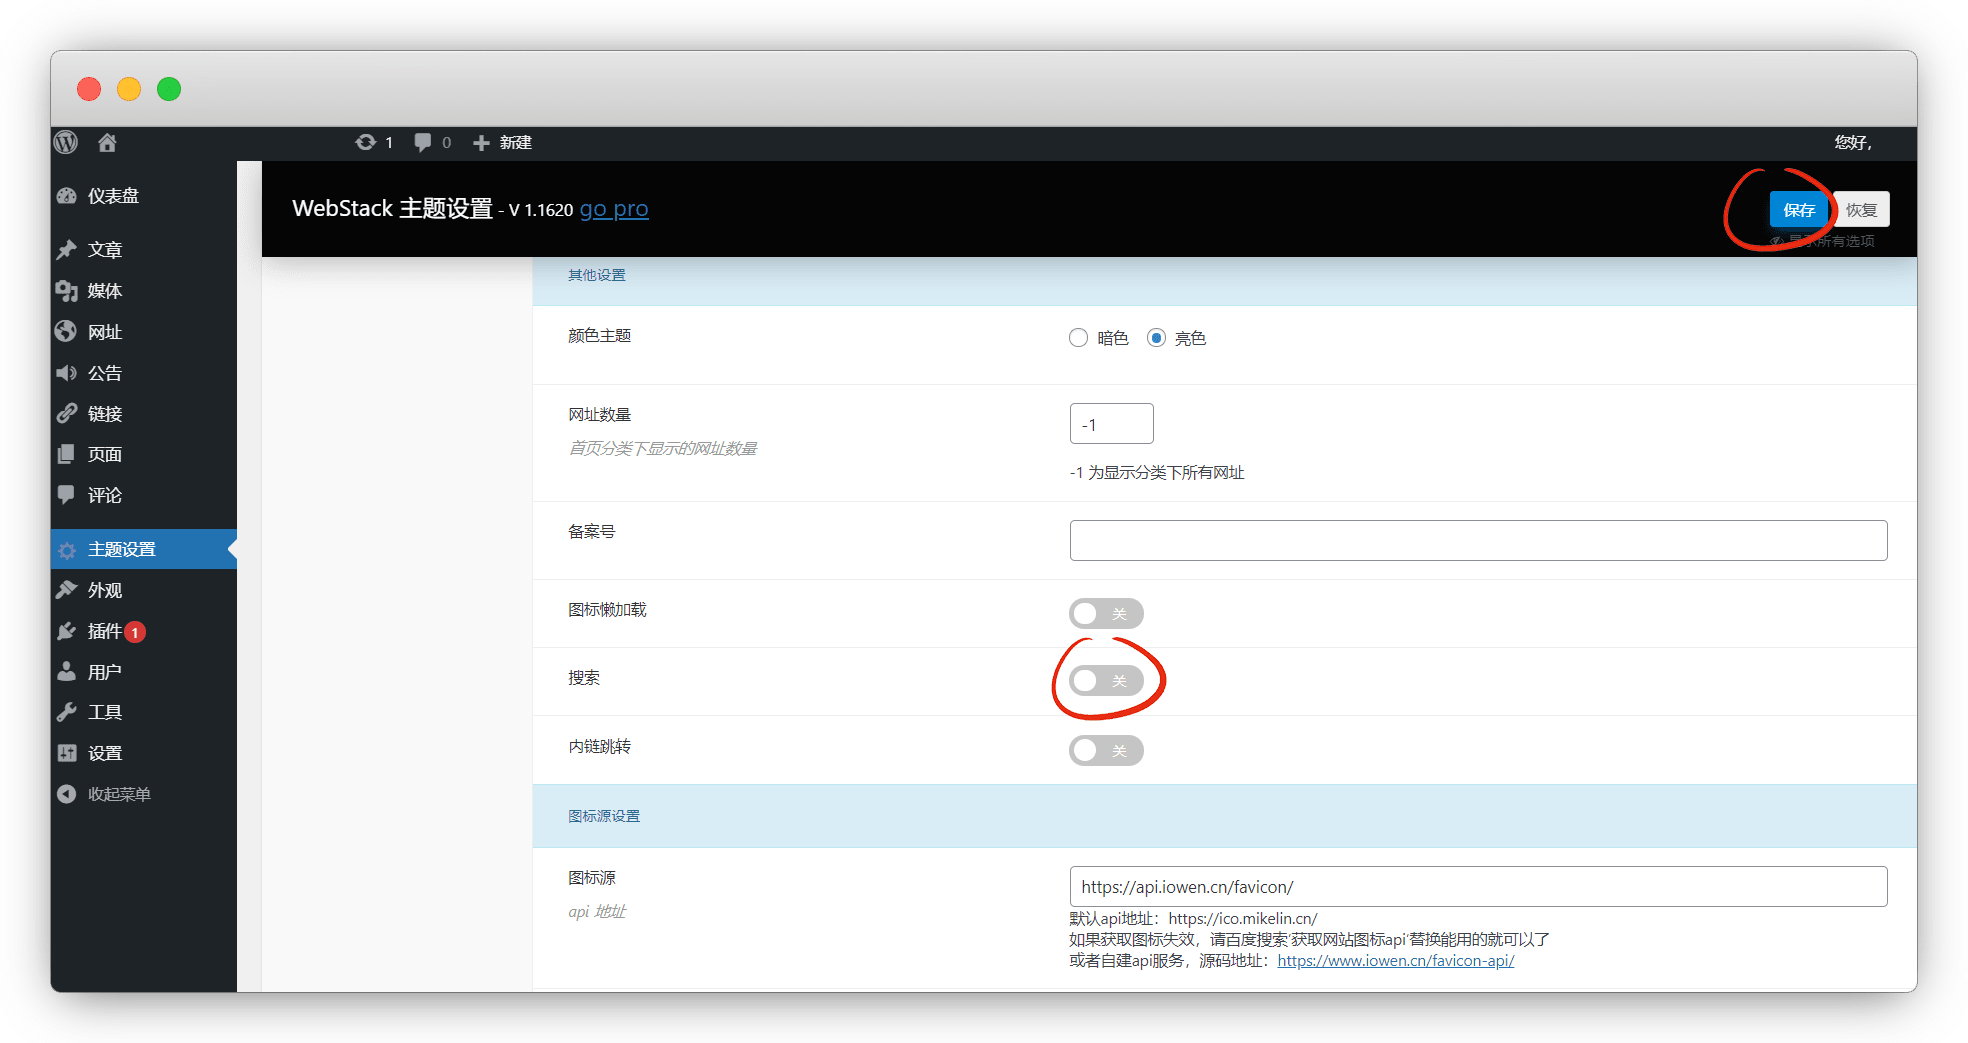 1 0 新建 您好,
仪表盘
文章
媒体
网址
公告
链接
页面
评论
主题设置
外观
插件 1
用户
工具
设置
收起菜单
WebStack 主题设置 - V 1.1620 go pro
保存 恢复
显示所有选项
其他设置
颜色主题 暗色 亮色
网址数量 -1
首页分类下显示的网址数量
-1 为显示分类下所有网址
备案号
图标懒加载 关
搜索 关
内链跳转 关
图标源设置
图标源 https://api.iowen.cn/favicon/
api 地址
默认api地址：https://ico.mikelin.cn/
如果获取图标失效，请百度搜索‘获取网站图标api’替换能用的就可以了
或者自建api服务，源码地址：https://www.iowen.cn/favicon-api/